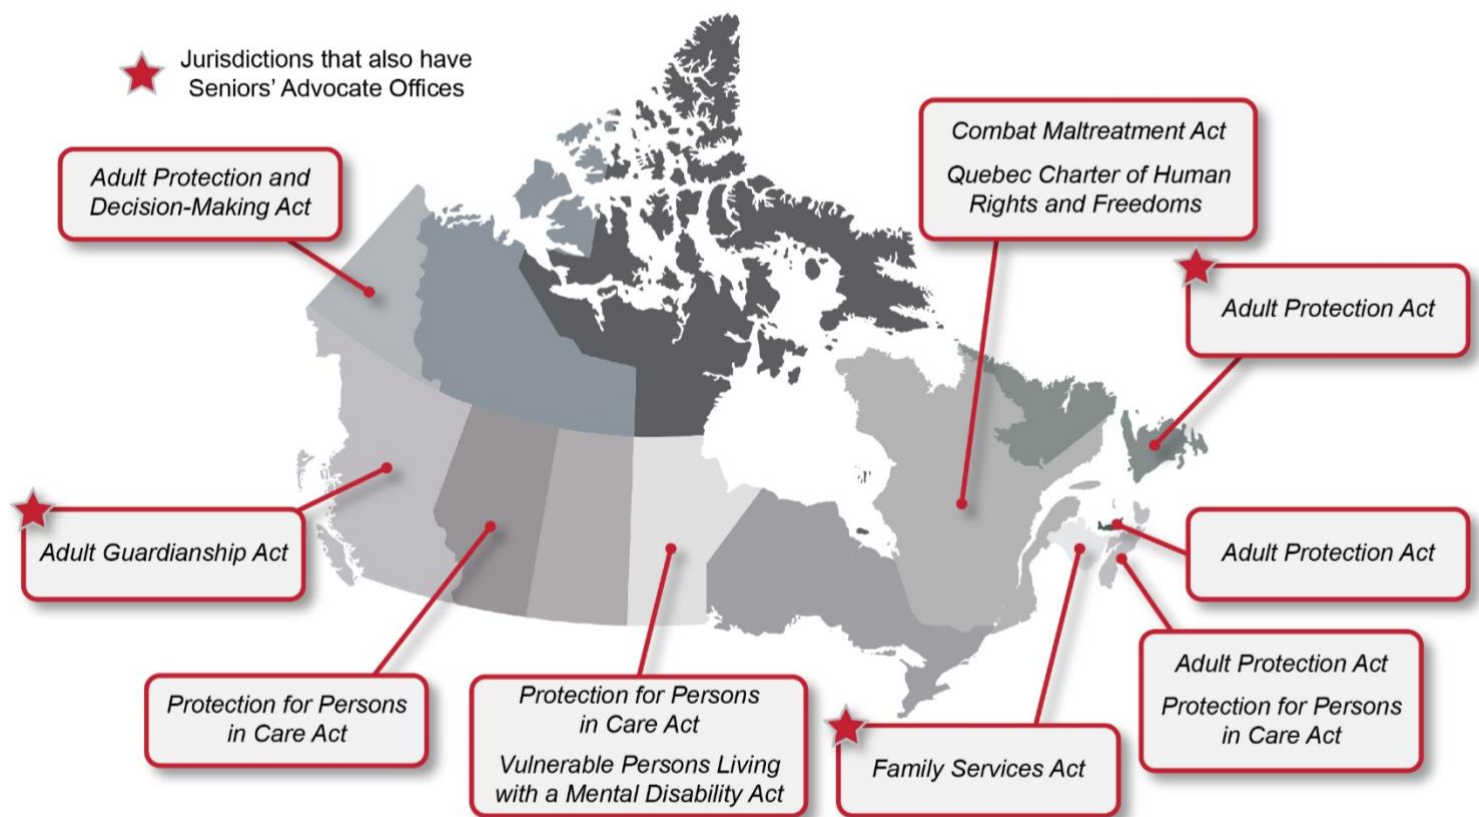 Jurisdictions that also have
Seniors' Advocate Offices
Adult Protection and
Decision-Making Act
Combat Maltreatment Act
Quebec Charter of Human
Rights and Freedoms
Adult Protection Act
Adult Guardianship Act
Adult Protection Act
Protection for Persons
in Care Act
Protection for Persons
in Care Act
Vulnerable Persons Living
with a Mental Disability Act
Family Services Act
Adult Protection Act
Protection for Persons
in Care Act